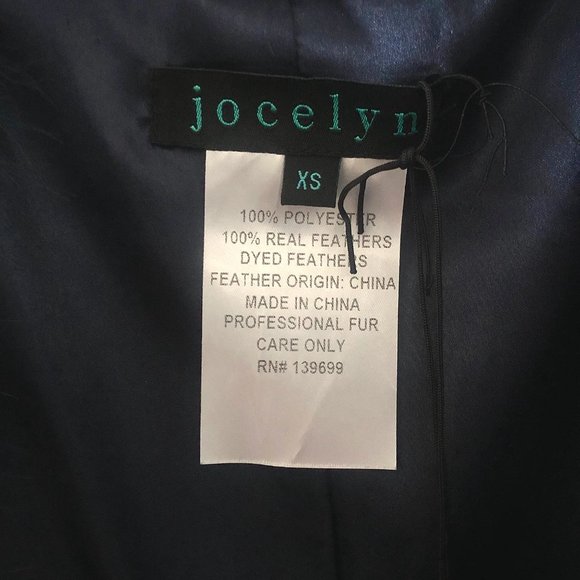 jocelyn
XS
100% POLYESTER
100% REAL FEATHERS
DYED FEATHERS
FEATHER ORIGIN: CHINA
MADE IN CHINA
PROFESSIONAL FUR
CARE ONLY
RN# 139699